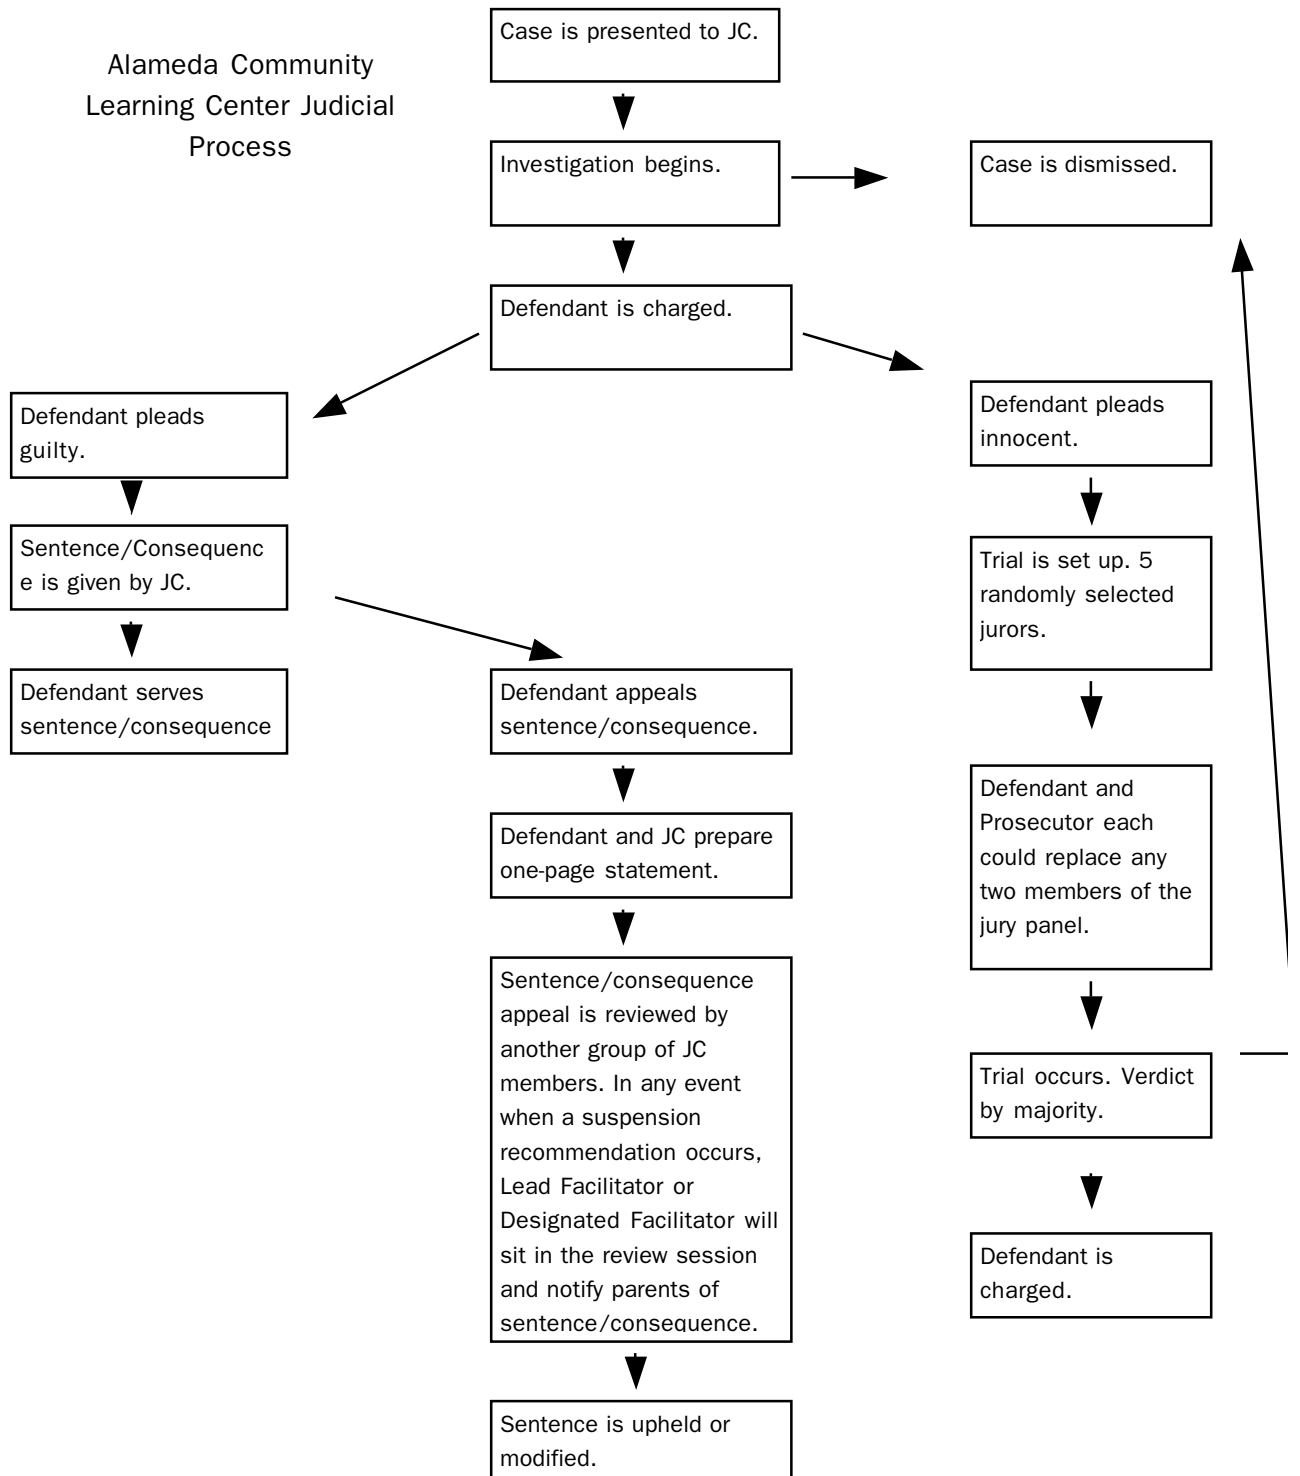 Alameda Community
Learning Center Judicial
Process
Case is presented to JC.
Investigation begins.
Case is dismissed.
Defendant is charged.
Defendant pleads
guilty.
Defendant pleads
innocent.
Sentence/Consequenc
e is given by JC.
Trial is set up. 5
randomly selected
jurors.
Defendant serves
sentence/consequence
Defendant appeals
sentence/consequence.
Defendant and JC prepare
one-page statement.
Defendant and
Prosecutor each
could replace any
two members of the
jury panel.
Sentence/consequence
appeal is reviewed by
another group of JC
members. In any event
when a suspension
recommendation occurs,
Lead Facilitator or
Designated Facilitator will
sit in the review session
and notify parents of
sentence/consequence.
Trial occurs. Verdict
by majority.
Defendant is
charged.
Sentence is upheld or
modified.